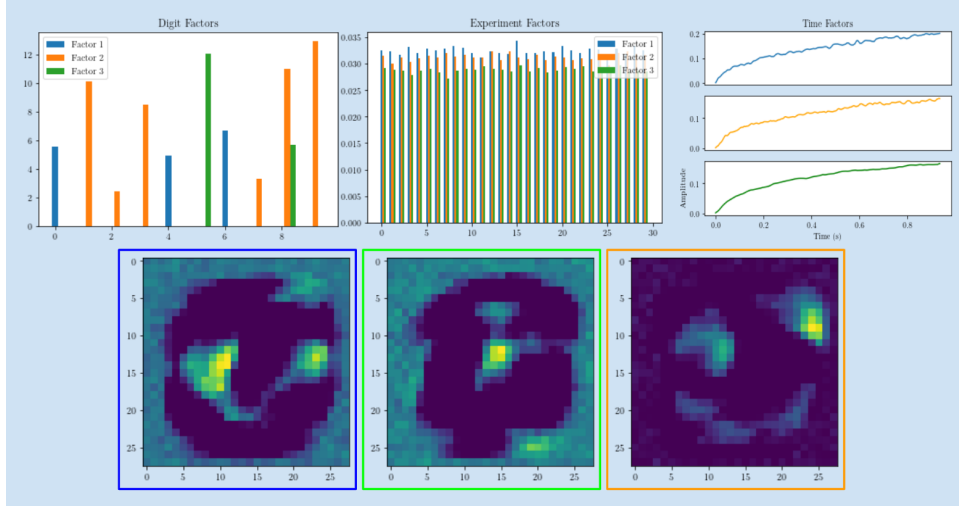 Digit Factors
Factor 1
Factor 2
Factor 3
12
10
8
6
4
2
0
0 2 4 6 8
Experiment Factors
Factor 1
Factor 2
Factor 3
0.035
0.030
0.025
0.020
0.015
0.010
0.005
0.000
0 5 10 15 20 25 30
Time Factors
0.2
0.1
0.0
0.1
0.0
Amplitude
0.1
0.0
0.0 0.2 0.4 0.6 0.8
Time (s)
0
5
10
15
20
25
0 5 10 15 20 25
0
5
10
15
20
25
0 5 10 15 20 25
0
5
10
15
20
25
0 5 10 15 20 25